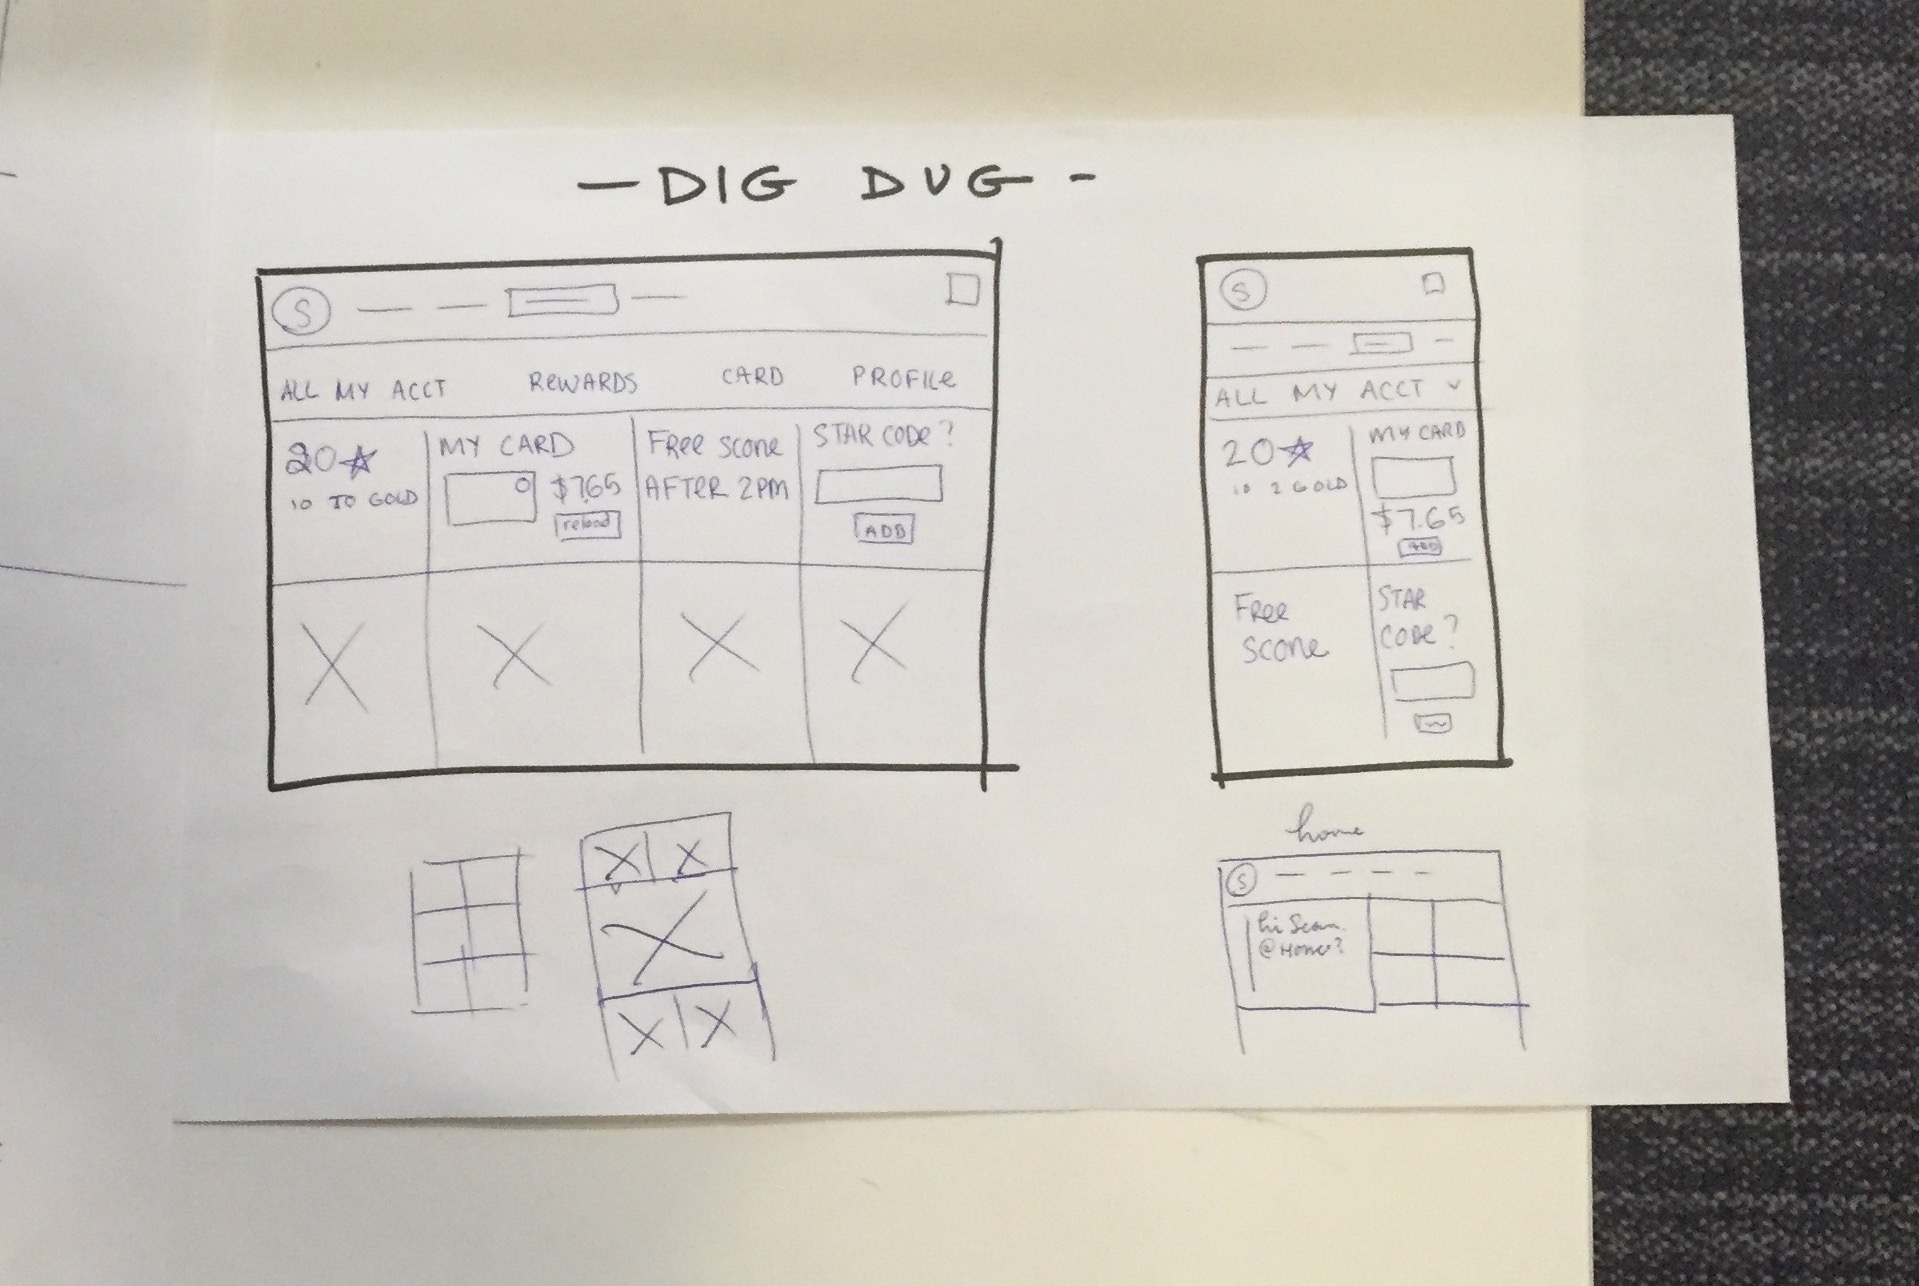 — DIG DUG -
S
ALL MY ACCT REWARDS CARD PROFILE
20☆
10 TO GOLD
MY CARD
$7.65
reload
FREE SCONE
AFTER 2PM
STAR CODE?
ADD
S
ALL MY ACCT ˅
20☆
10 2 GOLD
MY CARD
$7.65
ADD
FREE
SCONE
STAR
CODE?
home
S
hi Sean.
@Home?